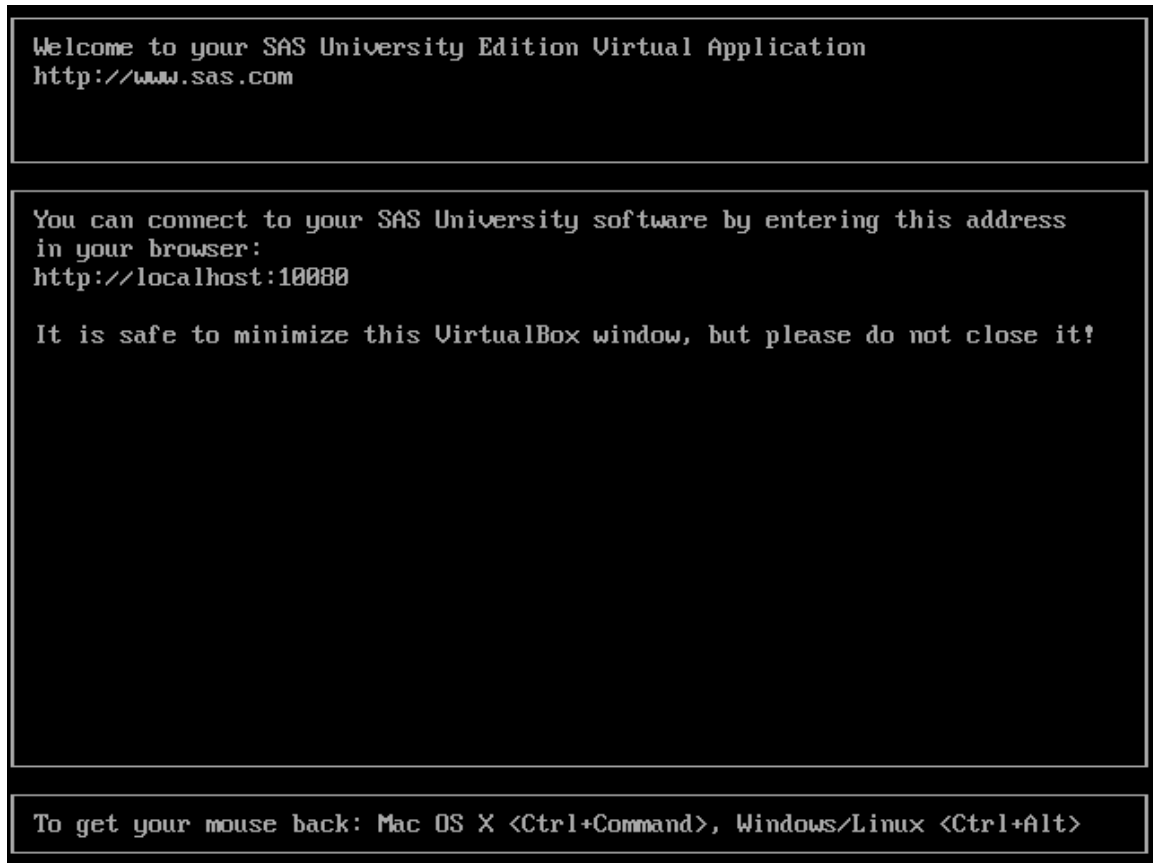 Welcome to your SAS University Edition Virtual Application
http://www.sas.com
You can connect to your SAS University software by entering this address
in your browser:
http://localhost:10080
It is safe to minimize this VirtualBox window, but please do not close it!
To get your mouse back: Mac OS X <Ctrl+Command>, Windows/Linux <Ctrl+Alt>